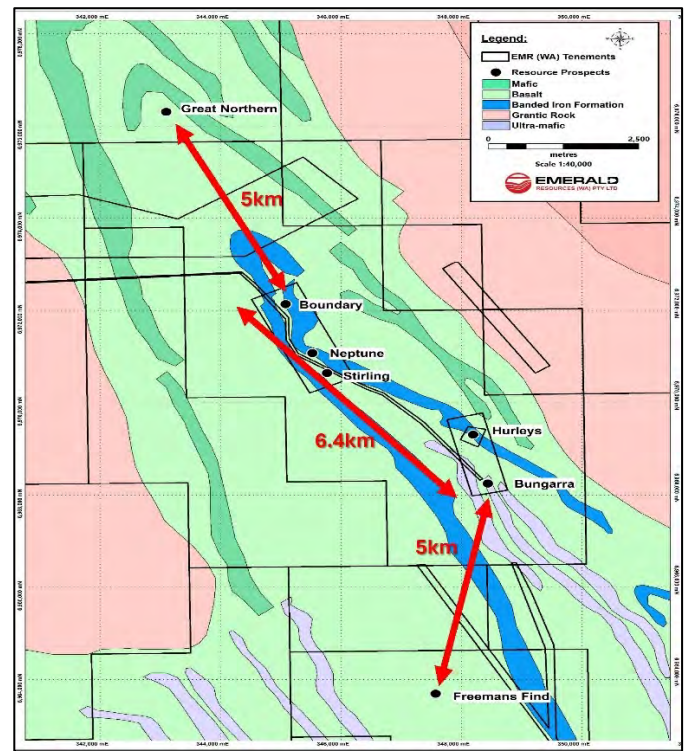 342,000 mE
344,000 mE
346,000 mE
348,000 mE
350,000 mE
Legend:
EMR (WA) Tenements
Resource Prospects
Mafic
Basalt
Banded Iron Formation
Grantic Rock
Ultra-mafic
0 2,500
metres
Scale 1:40,000
EMERALD
RESOURCES (WA) PTY LTD
Great Northern
5km
Boundary
Neptune
Stirling
6.4km
Hurleys
Bungarra
5km
Freemans Find
342,000 mE
344,000 mE
346,000 mE
348,000 mE
350,000 mE